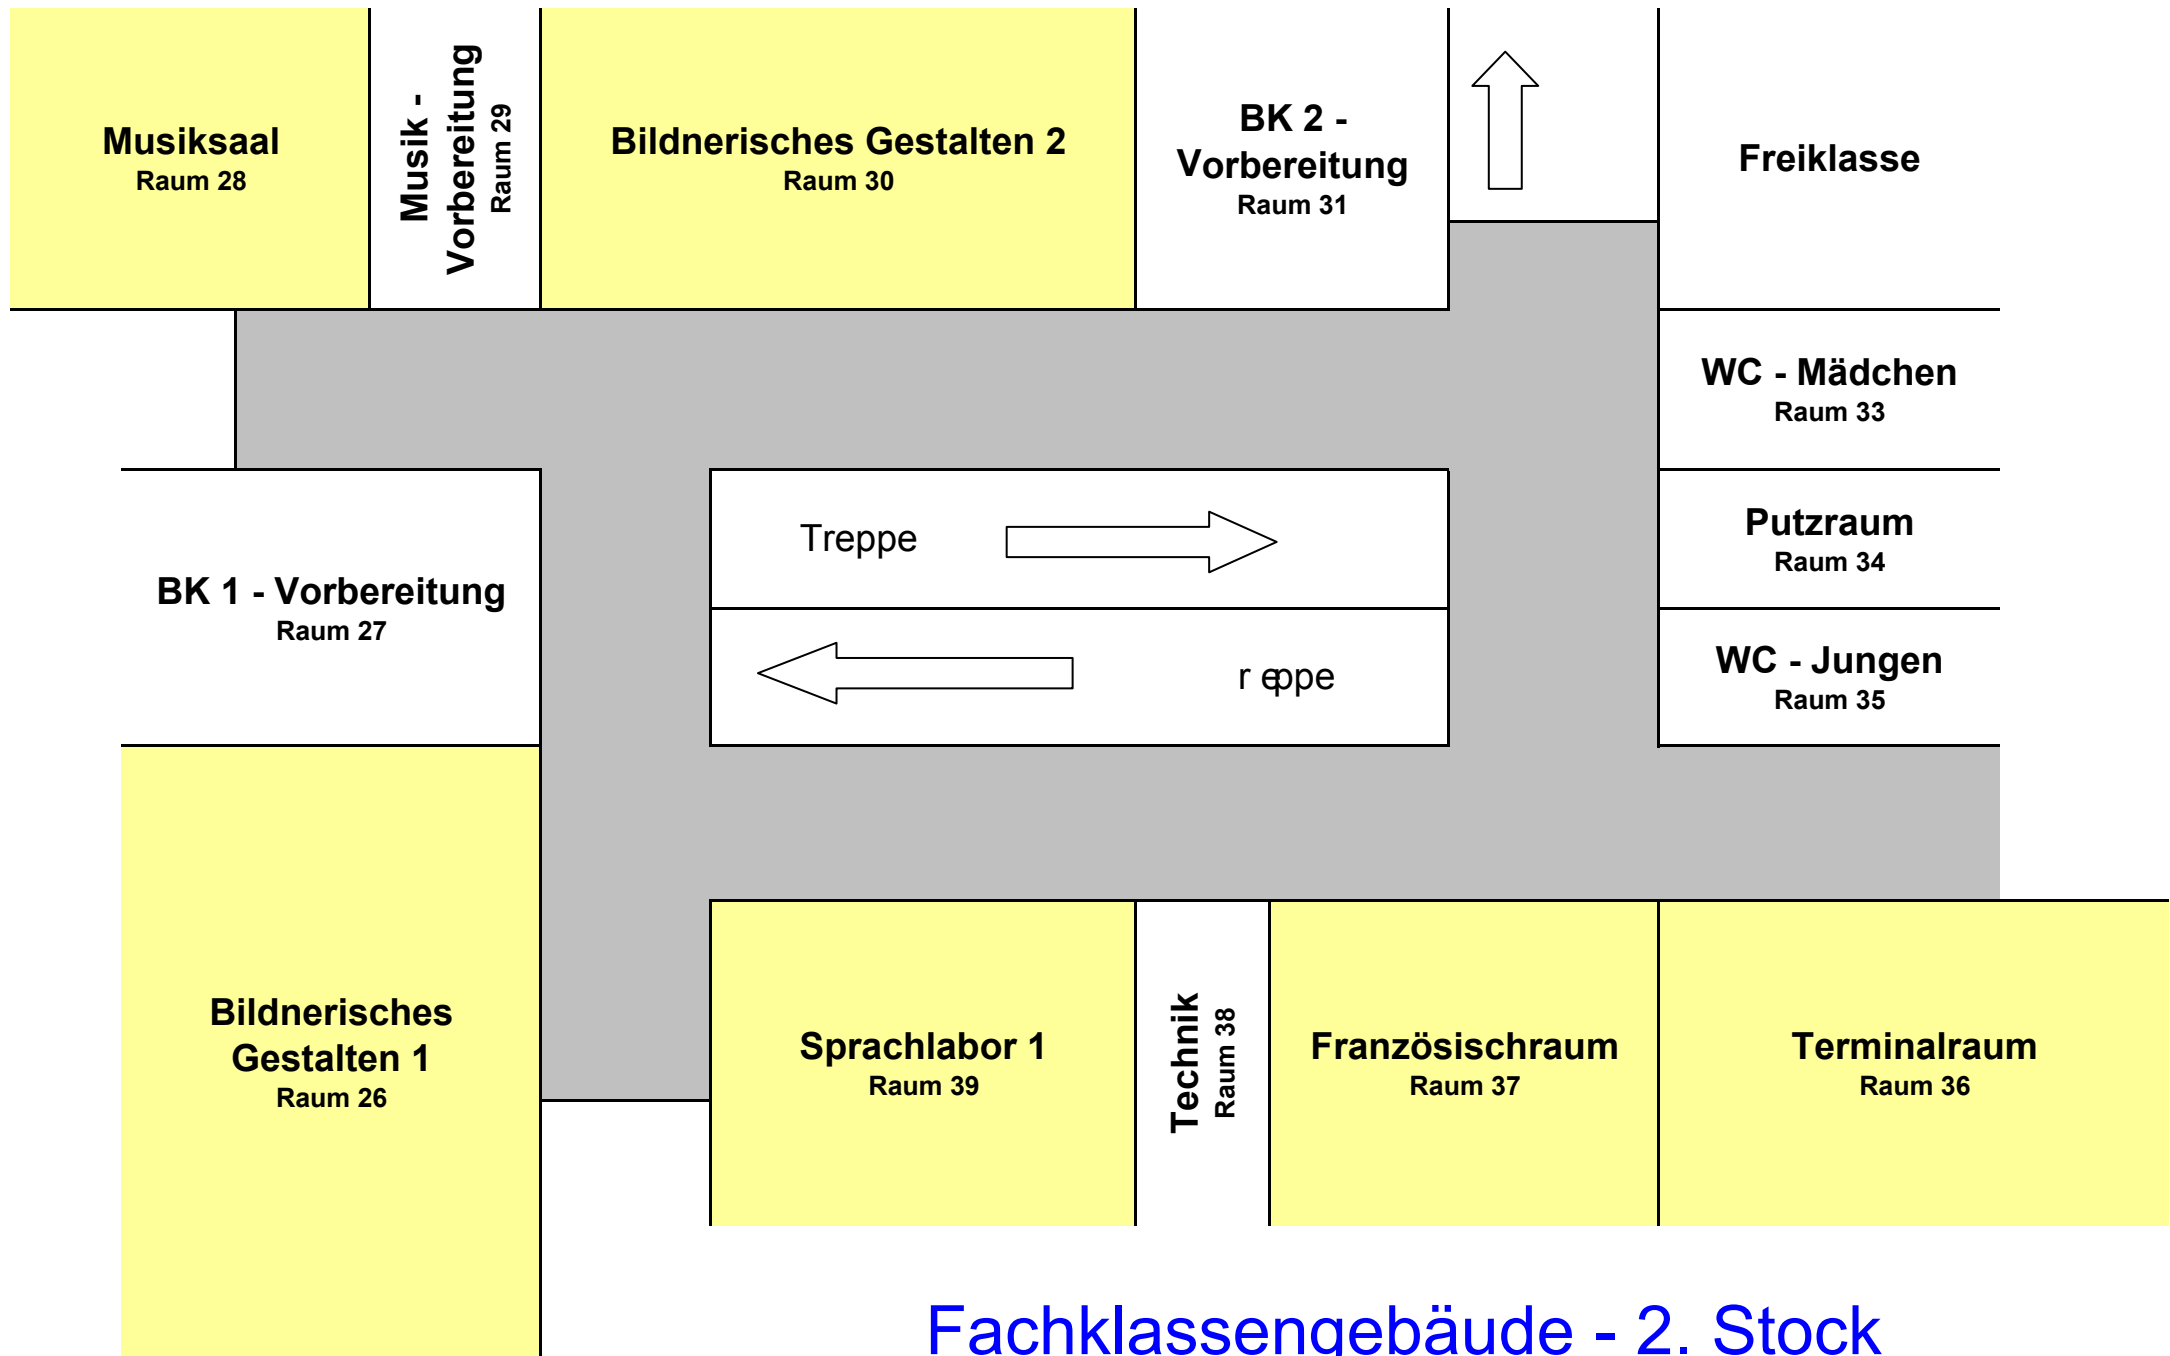 Musiksaal
Raum 28
Musik -
Vorbereitung
Raum 29
Bildnerisches Gestalten 2
Raum 30
BK 2 -
Vorbereitung
Raum 31
Freiklasse
WC - Mädchen
Raum 33
Treppe
Putzraum
Raum 34
BK 1 - Vorbereitung
Raum 27
reppe
WC - Jungen
Raum 35
Bildnerisches
Gestalten 1
Raum 26
Sprachlabor 1
Raum 39
Technik
Raum 38
Französischraum
Raum 37
Terminalraum
Raum 36
Fachklassengebäude - 2. Stock